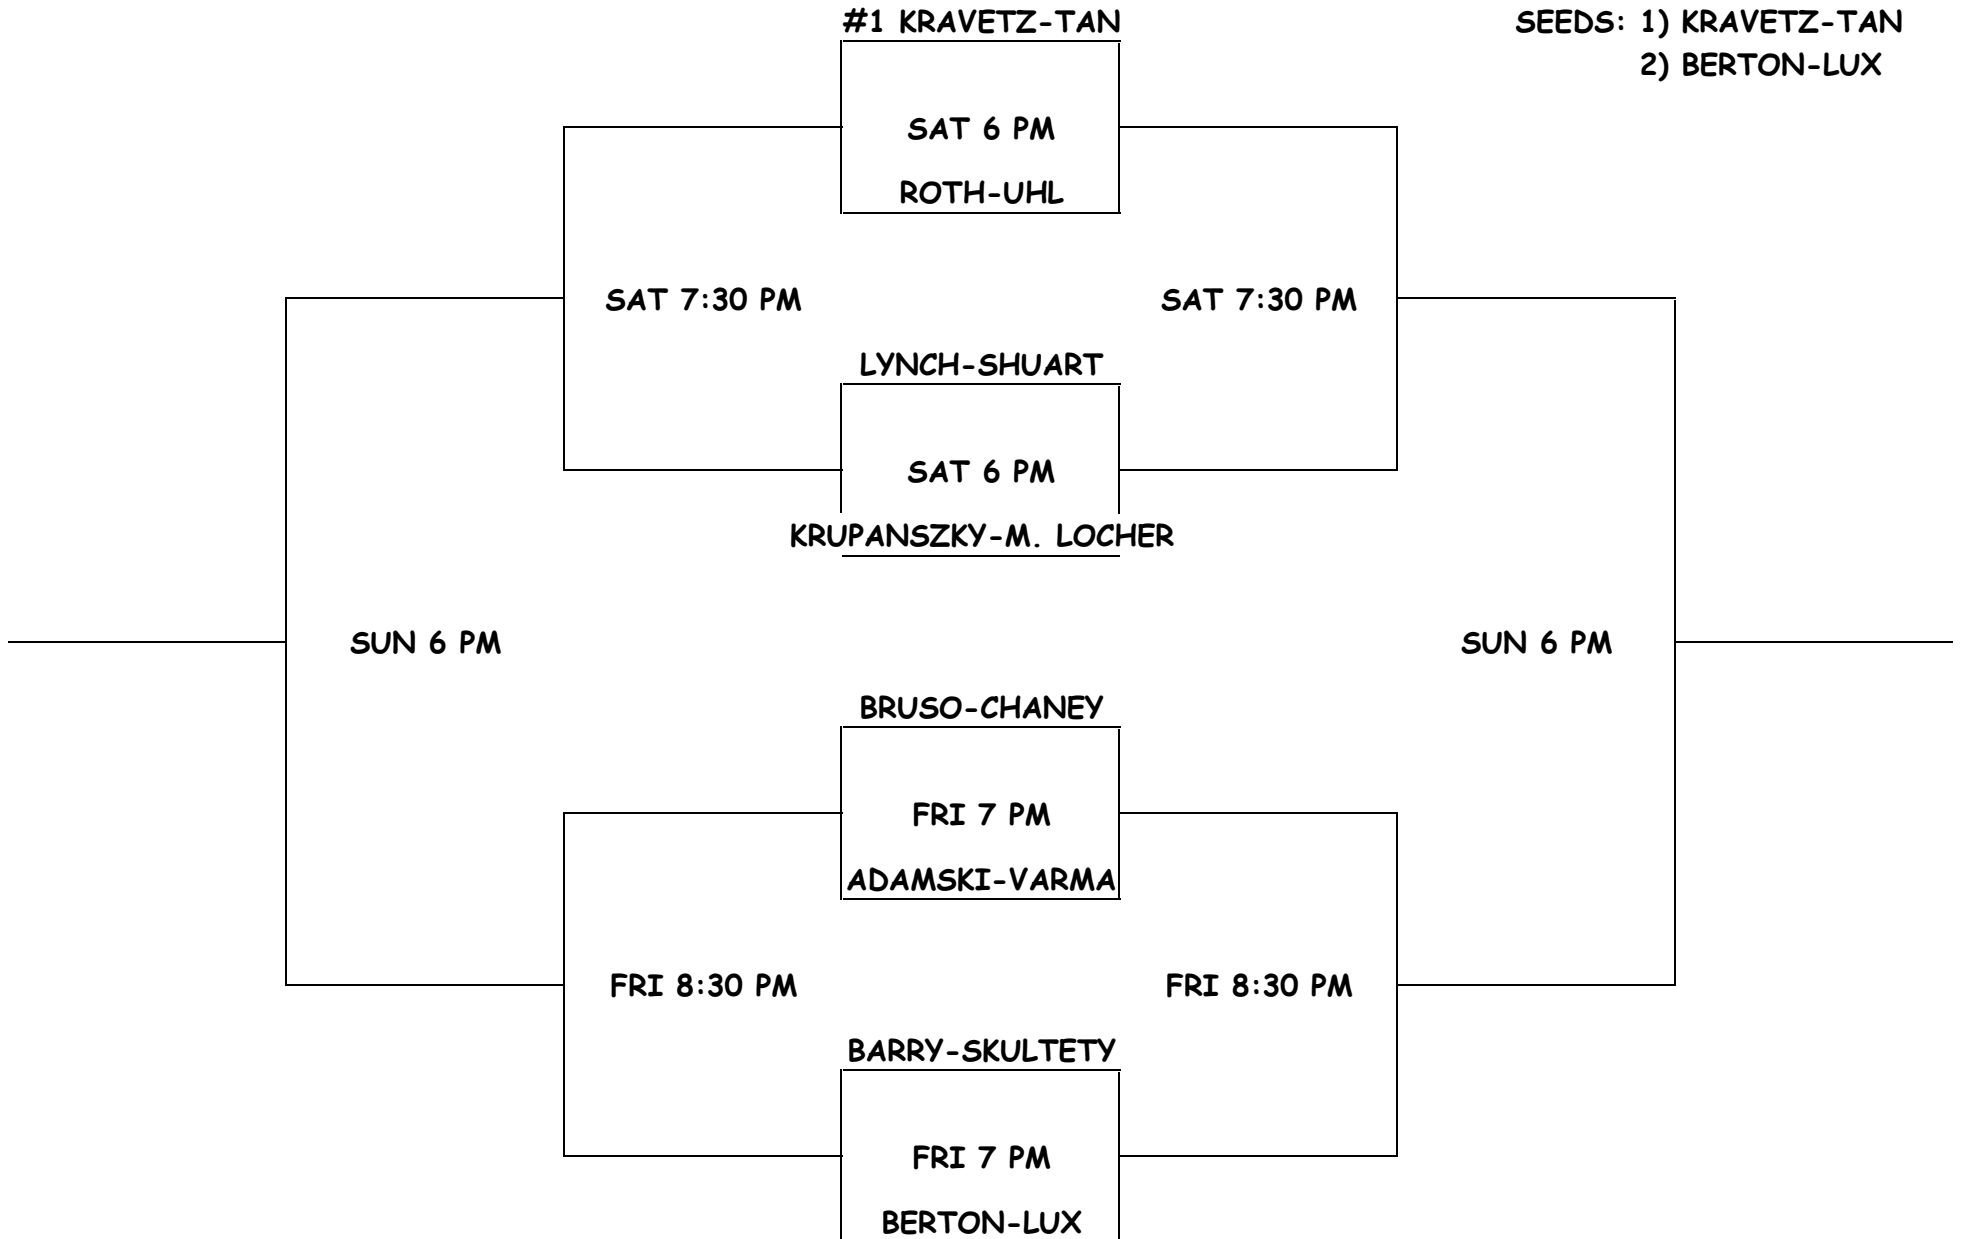 #1 KRAVETZ-TAN
SEEDS: 1) KRAVETZ-TAN
2) BERTON-LUX
SAT 6 PM
ROTH-UHL
SAT 7:30 PM
SAT 7:30 PM
LYNCH-SHUART
SAT 6 PM
KRUPANSZKY-M. LOCHER
SUN 6 PM
SUN 6 PM
BRUSO-CHANEY
FRI 7 PM
ADAMSKI-VARMA
FRI 8:30 PM
FRI 8:30 PM
BARRY-SKULTETY
FRI 7 PM
BERTON-LUX